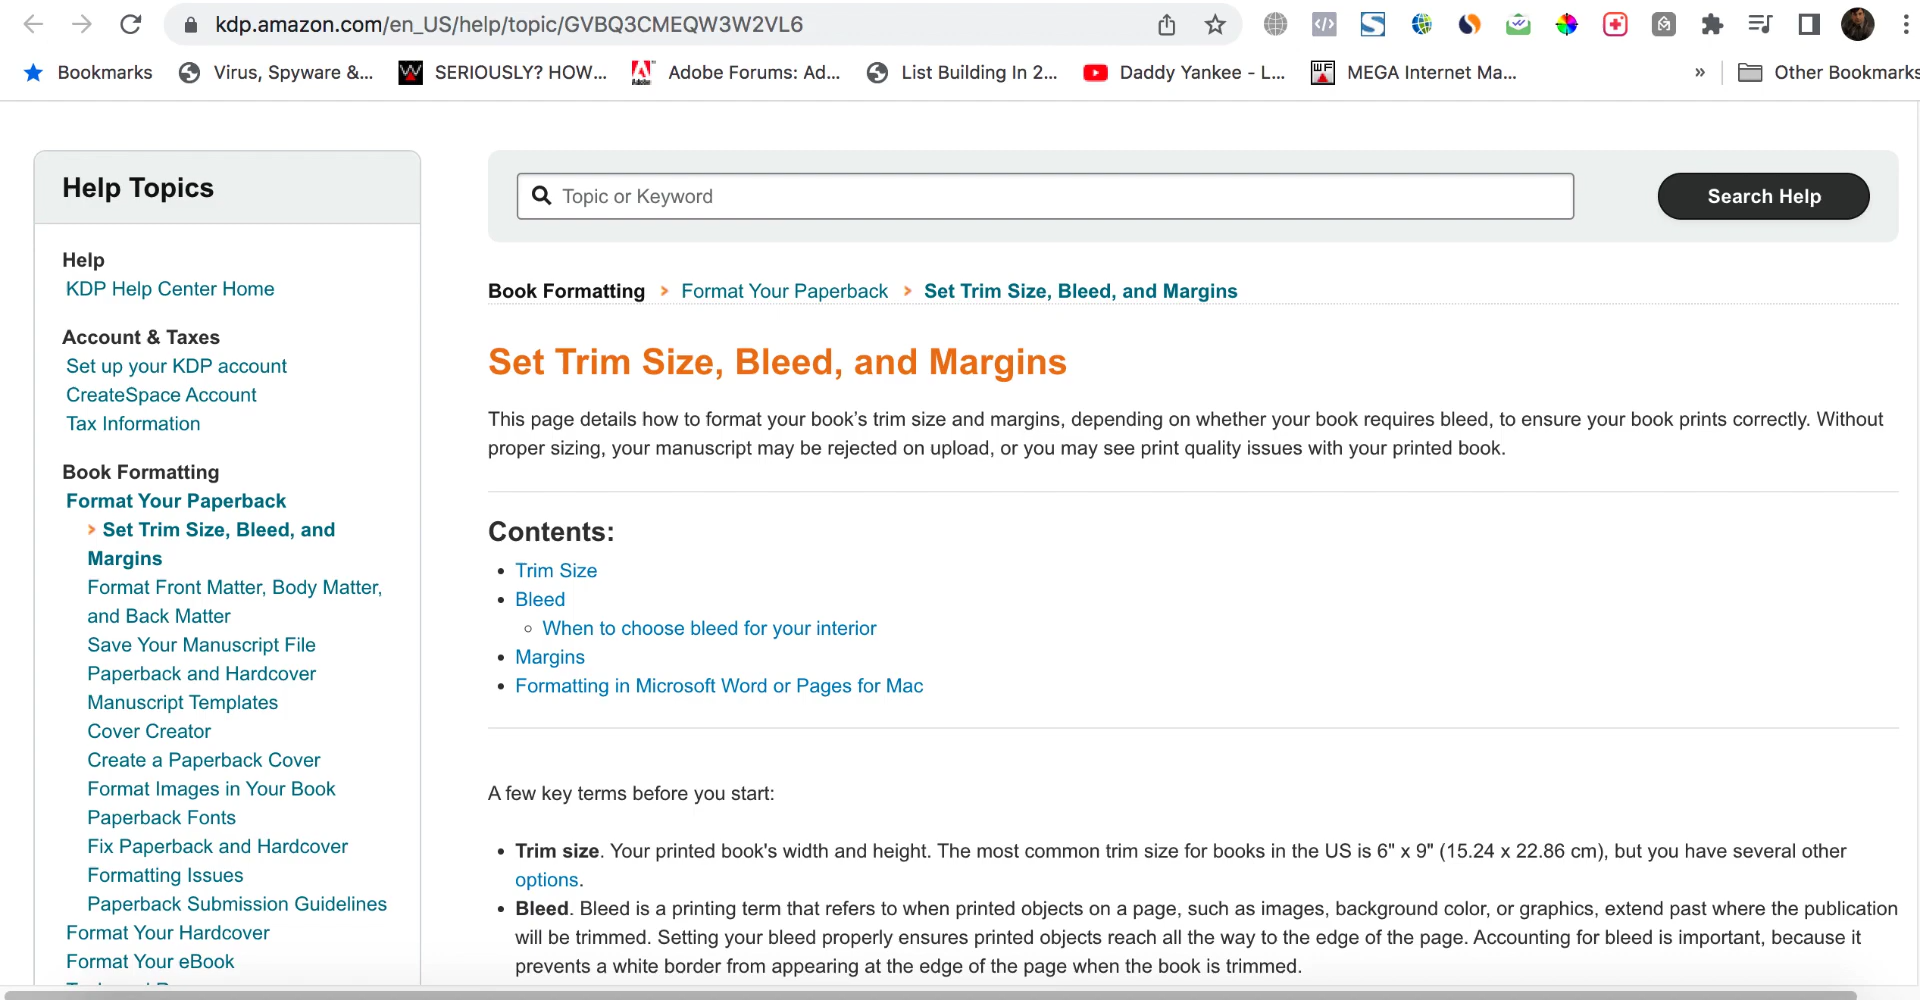 kdp.amazon.com/en_US/help/topic/GVBQ3CMEQW3W2VL6
Bookmarks
Virus, Spyware &...
SERIOUSLY? HOW...
Adobe Forums: Ad...
List Building In 2...
Daddy Yankee - L...
MEGA Internet Ma...
»
Other Bookmarks
Help Topics
Help
KDP Help Center Home
Account & Taxes
Set up your KDP account
CreateSpace Account
Tax Information
Book Formatting
Format Your Paperback
Set Trim Size, Bleed, and
Margins
Format Front Matter, Body Matter,
and Back Matter
Save Your Manuscript File
Paperback and Hardcover
Manuscript Templates
Cover Creator
Create a Paperback Cover
Format Images in Your Book
Paperback Fonts
Fix Paperback and Hardcover
Formatting Issues
Paperback Submission Guidelines
Format Your Hardcover
Format Your eBook
Topic or Keyword
Search Help
Book Formatting > Format Your Paperback > Set Trim Size, Bleed, and Margins
Set Trim Size, Bleed, and Margins
This page details how to format your book’s trim size and margins, depending on whether your book requires bleed, to ensure your book prints correctly. Without
proper sizing, your manuscript may be rejected on upload, or you may see print quality issues with your printed book.
Contents:
Trim Size
Bleed
When to choose bleed for your interior
Margins
Formatting in Microsoft Word or Pages for Mac
A few key terms before you start:
Trim size. Your printed book's width and height. The most common trim size for books in the US is 6" x 9" (15.24 x 22.86 cm), but you have several other
options.
Bleed. Bleed is a printing term that refers to when printed objects on a page, such as images, background color, or graphics, extend past where the publication
will be trimmed. Setting your bleed properly ensures printed objects reach all the way to the edge of the page. Accounting for bleed is important, because it
prevents a white border from appearing at the edge of the page when the book is trimmed.